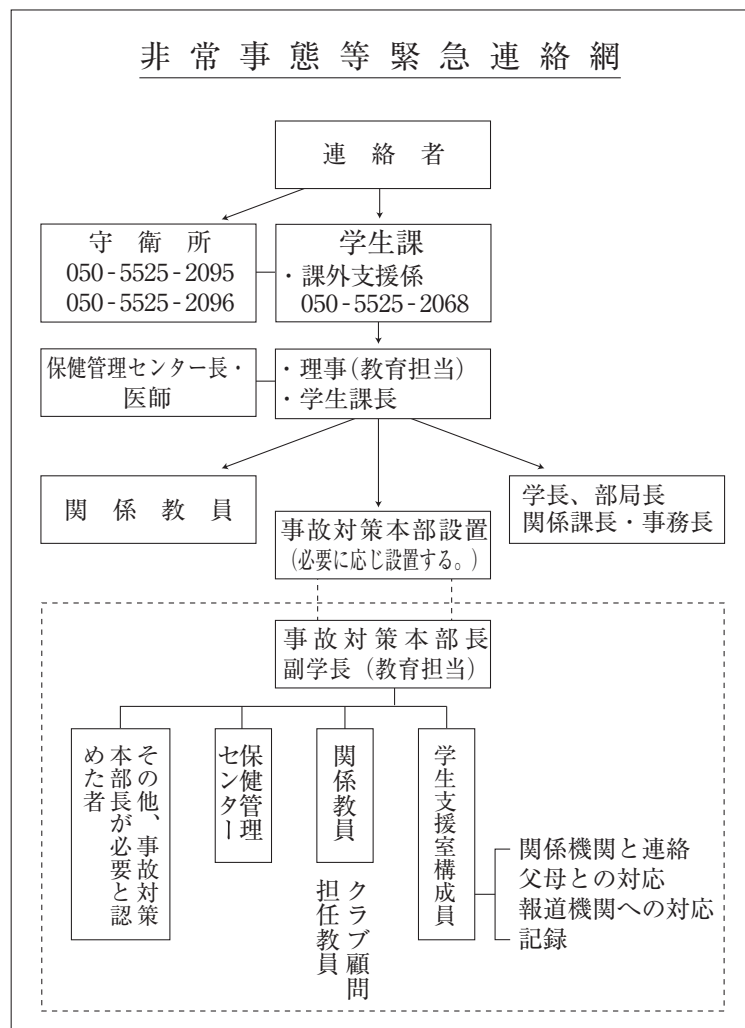 非常事態等緊急連絡網
連絡者
守衛所
050-5525-2095
050-5525-2096
学生課
・課外支援係
050-5525-2068
保健管理センター長・
医師
・理事（教育担当）
・学生課長
関係教員
学長、部局長
関係課長・事務長
事故対策本部設置
（必要に応じ設置する。）
事故対策本部長
副学長（教育担当）
その他、事故対策
本部長が必要と認
めた者
保健管理
センター
関係教員
クラブ顧問
担任教員
学生支援室構成員
関係機関と連絡
父母との対応
報道機関への対応
記録